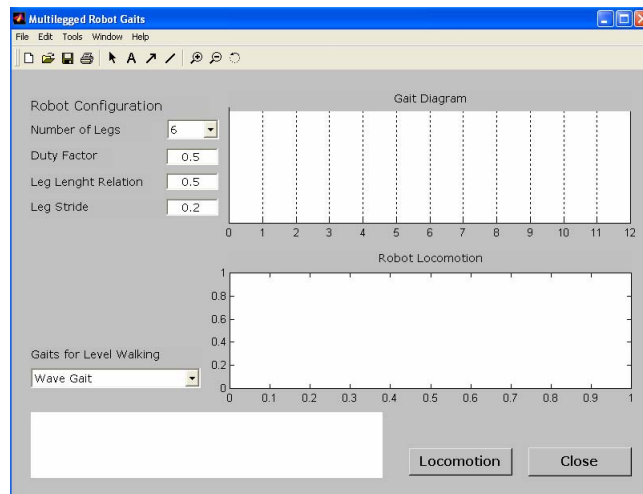 Multilegged Robot Gaits
File Edit Tools Window Help
A
Robot Configuration
Number of Legs 6
Duty Factor 0.5
Leg Lenght Relation 0.5
Leg Stride 0.2
Gait Diagram
0 1 2 3 4 5 6 7 8 9 10 11 12
Robot Locomotion
1
0.8
0.6
0.4
0.2
0
0 0.1 0.2 0.3 0.4 0.5 0.6 0.7 0.8 0.9 1
Gaits for Level Walking
Wave Gait
Locomotion Close